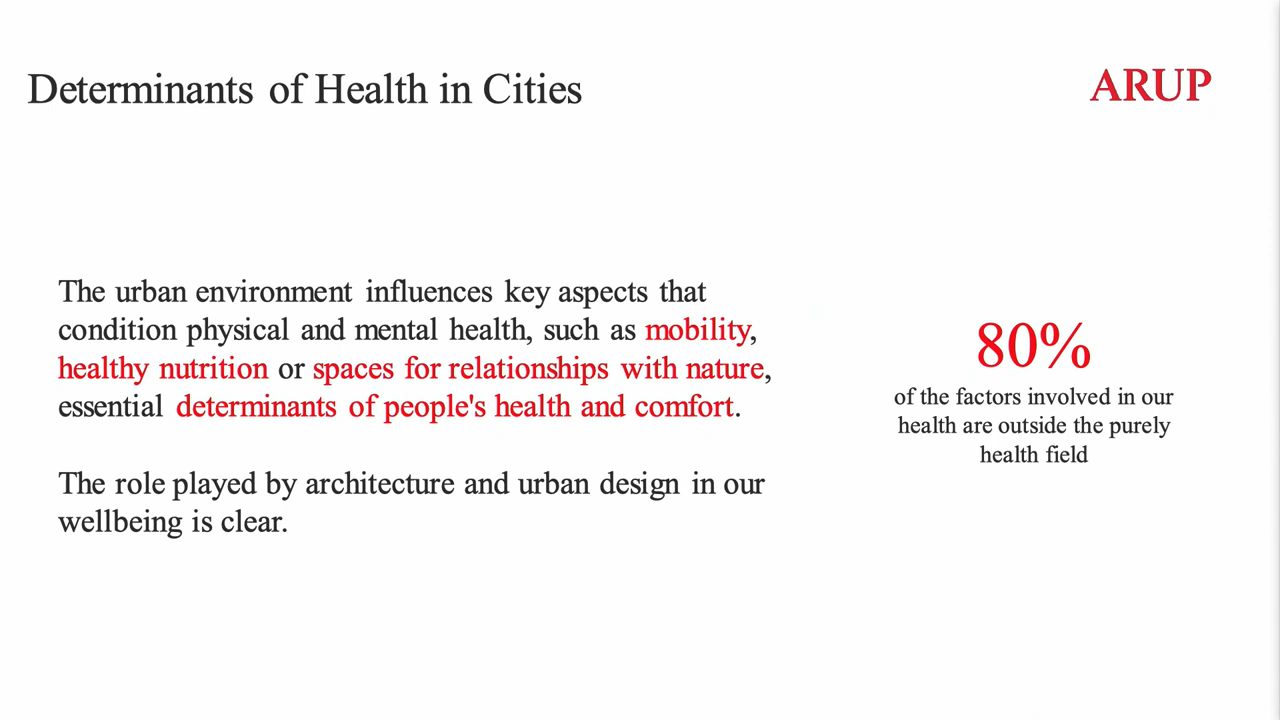 Determinants of Health in Cities
ARUP
The urban environment influences key aspects that
condition physical and mental health, such as mobility,
healthy nutrition or spaces for relationships with nature,
essential determinants of people's health and comfort.
The role played by architecture and urban design in our
wellbeing is clear.
80%
of the factors involved in our
health are outside the purely
health field